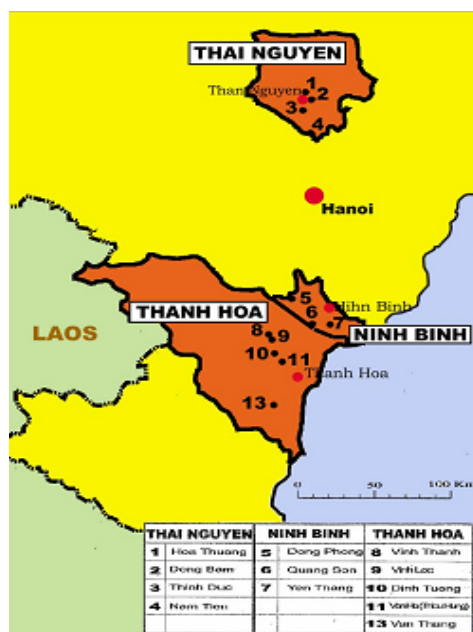 THAI NGUYEN
Than Nguyen
1
2
3
4
Hanoi
5
Hihn Binh
6
7
THANH HOA
NINH BINH
LAOS
8
9
10
11
Thanh Hoa
13
0 50 100 Km
THAI NGUYEN NINH BINH THANH HOA
1 Hoa Thuong 5 Dong Phong 8 Vinh Thanh
2 Dong Bam 6 Quang Son 9 Vinh Loc
3 Thinh Duc 7 Yen Thang 10 Dinh Tuong
4 Nam Tien 11
13 Van Thang